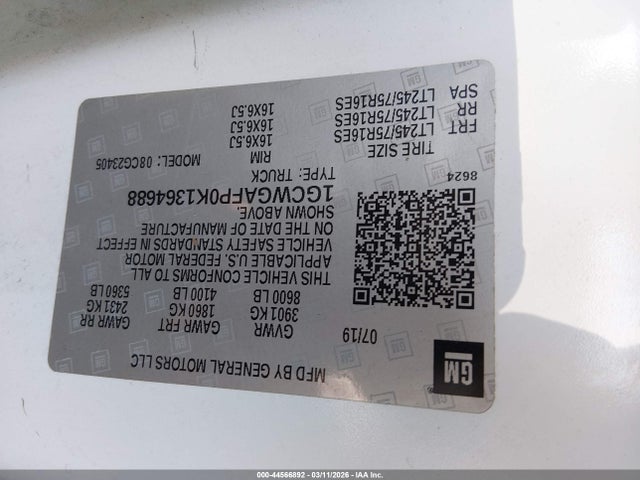 GM
MFD BY GENERAL MOTORS LLC
07/19
GVWR GAWR FRT GAWR RR
3901 KG 1860 KG 2431 KG
8600 LB 4100 LB 5360 LB
THIS VEHICLE CONFORMS TO ALL
APPLICABLE U.S. FEDERAL MOTOR
VEHICLE SAFETY STANDARDS IN EFFECT
ON THE DATE OF MANUFACTURE
SHOWN ABOVE.
1GCWGAFP0K1364688
TYPE: TRUCK MODEL: 08CG23405
8624
TIRE SIZE RIM
FRT LT245/75R16ES 16X6.5J
RR LT245/75R16ES 16X6.5J
SPA LT245/75R16ES 16X6.5J
000-44566892 - 03/11/2026 - IAA Inc.